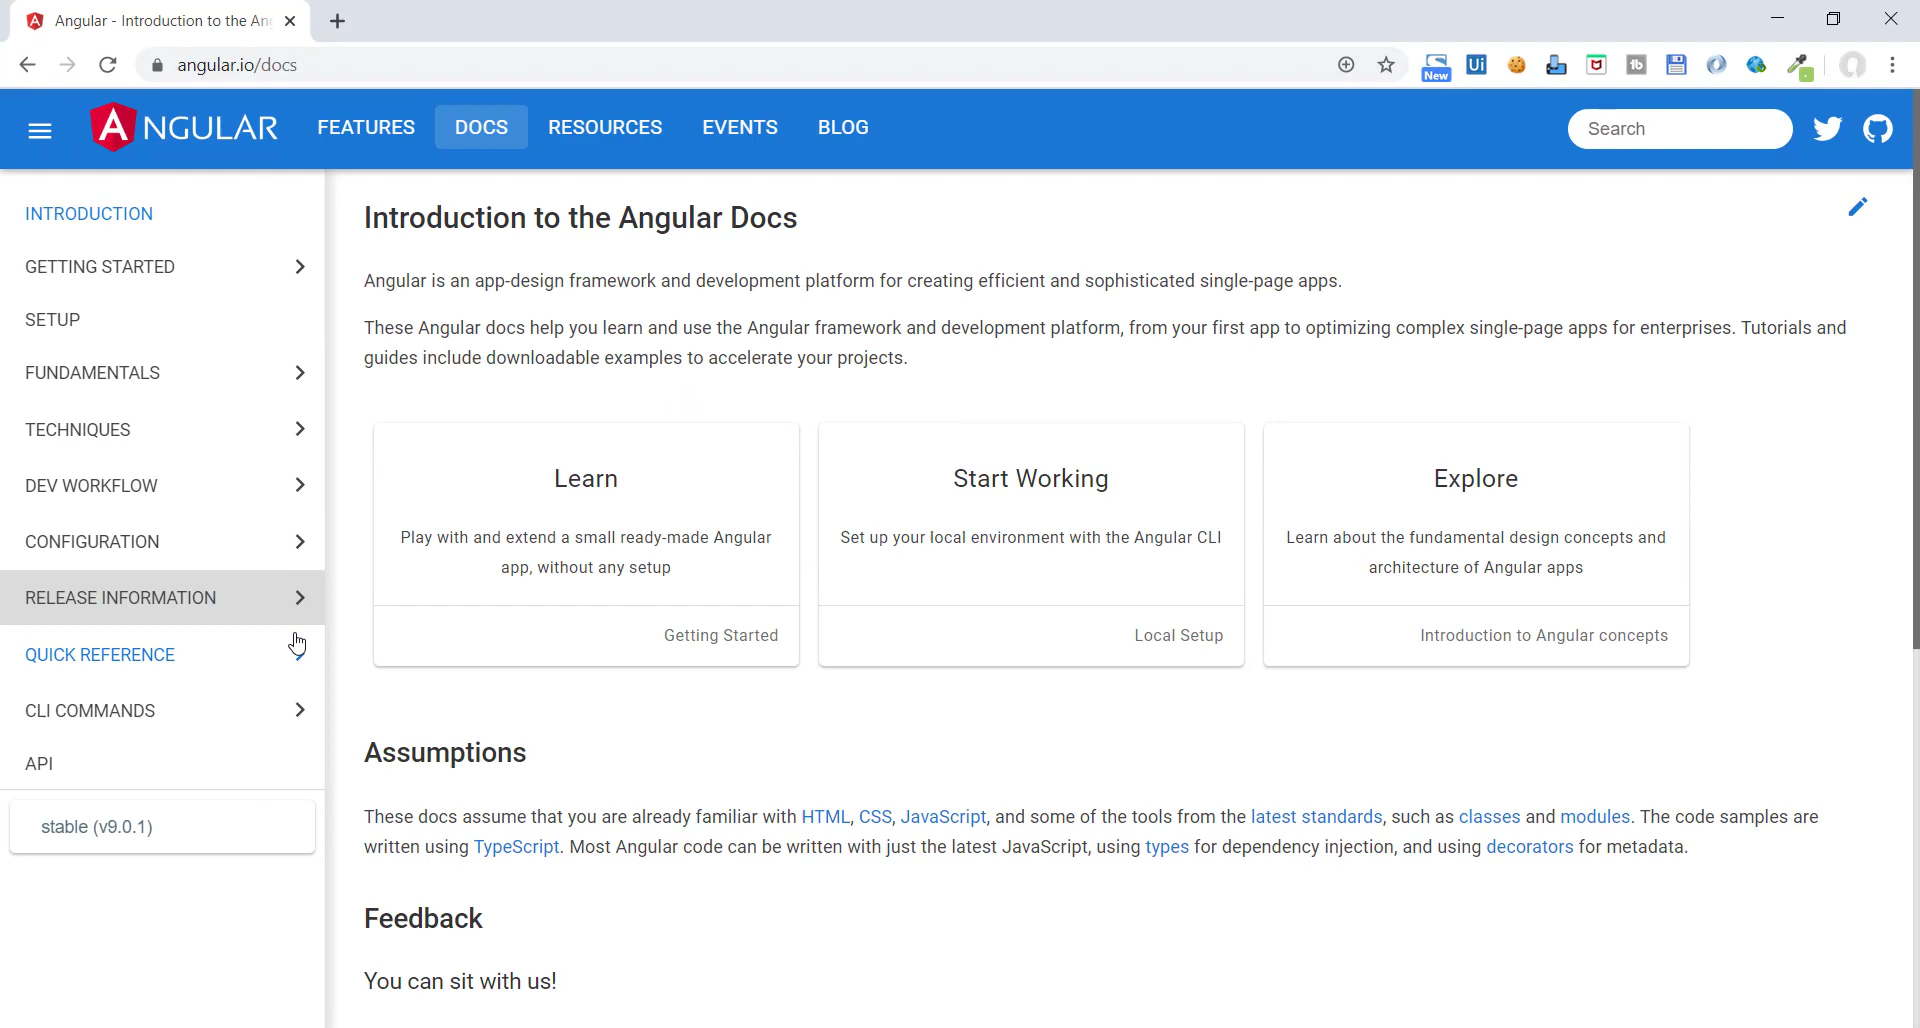 Angular - Introduction to the An
angular.io/docs
New
Ui
tb
A NGULAR
FEATURES
DOCS
RESOURCES
EVENTS
BLOG
Search
INTRODUCTION
GETTING STARTED
SETUP
FUNDAMENTALS
TECHNIQUES
DEV WORKFLOW
CONFIGURATION
RELEASE INFORMATION
QUICK REFERENCE
CLI COMMANDS
API
stable (v9.0.1)
Introduction to the Angular Docs
Angular is an app-design framework and development platform for creating efficient and sophisticated single-page apps.
These Angular docs help you learn and use the Angular framework and development platform, from your first app to optimizing complex single-page apps for enterprises. Tutorials and
guides include downloadable examples to accelerate your projects.
Learn
Play with and extend a small ready-made Angular
app, without any setup
Getting Started
Start Working
Set up your local environment with the Angular CLI
Local Setup
Explore
Learn about the fundamental design concepts and
architecture of Angular apps
Introduction to Angular concepts
Assumptions
These docs assume that you are already familiar with HTML, CSS, JavaScript, and some of the tools from the latest standards, such as classes and modules. The code samples are
written using TypeScript. Most Angular code can be written with just the latest JavaScript, using types for dependency injection, and using decorators for metadata.
Feedback
You can sit with us!